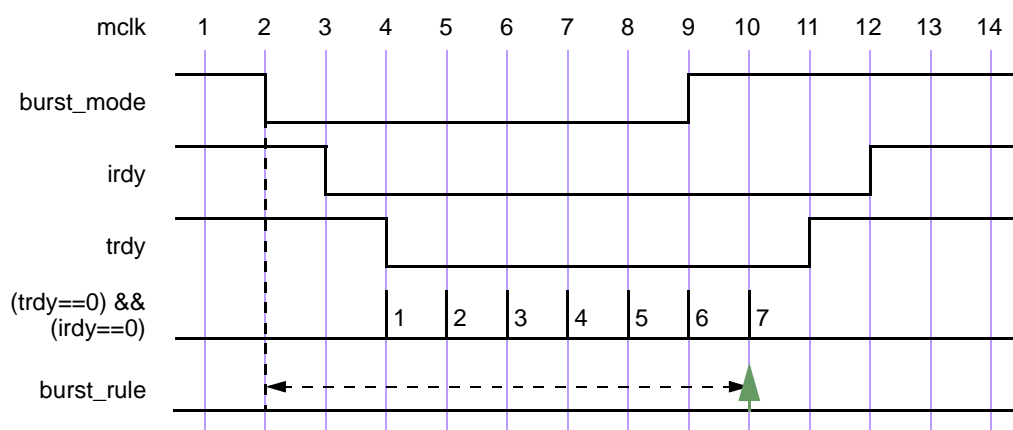 mclk 1 2 3 4 5 6 7 8 9 10 11 12 13 14
burst_mode
irdy
trdy
(trdy==0) &&
(irdy==0)
1 2 3 4 5 6 7
burst_rule